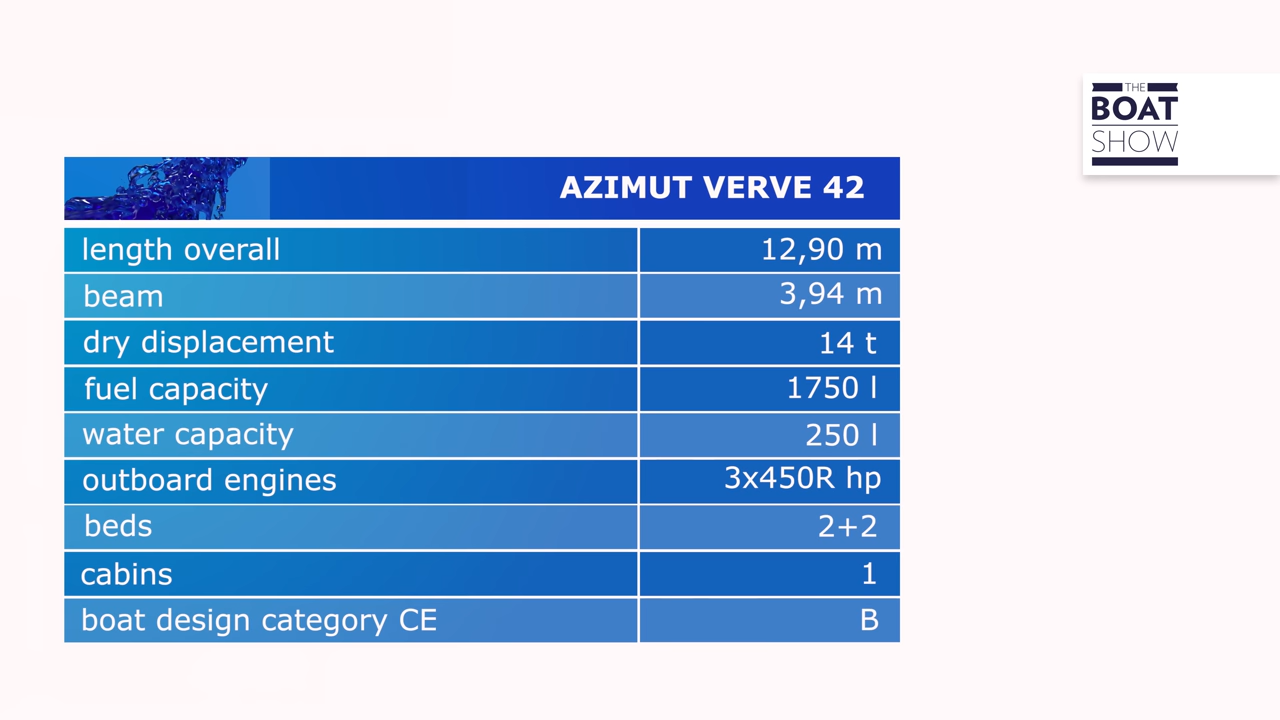 THE
BOAT
SHOW
AZIMUT VERVE 42
length overall 12,90 m
beam 3,94 m
dry displacement 14 t
fuel capacity 1750 l
water capacity 250 l
outboard engines 3x450R hp
beds 2+2
cabins 1
boat design category CE B